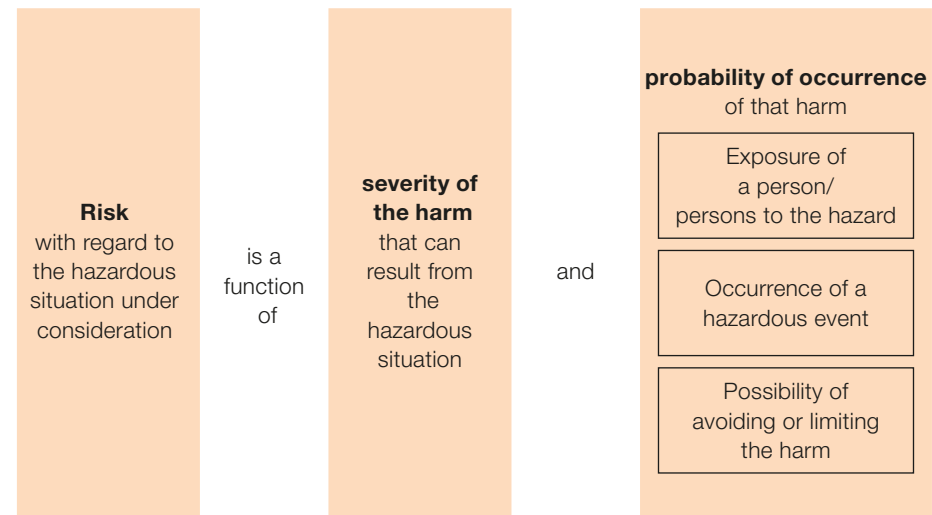 Risk
with regard to
the hazardous
situation under
consideration
is a
function
of
severity of
the harm
that can
result from
the
hazardous
situation
and
probability of occurrence
of that harm
Exposure of
a person/
persons to the hazard
Occurrence of a
hazardous event
Possibility of
avoiding or limiting
the harm